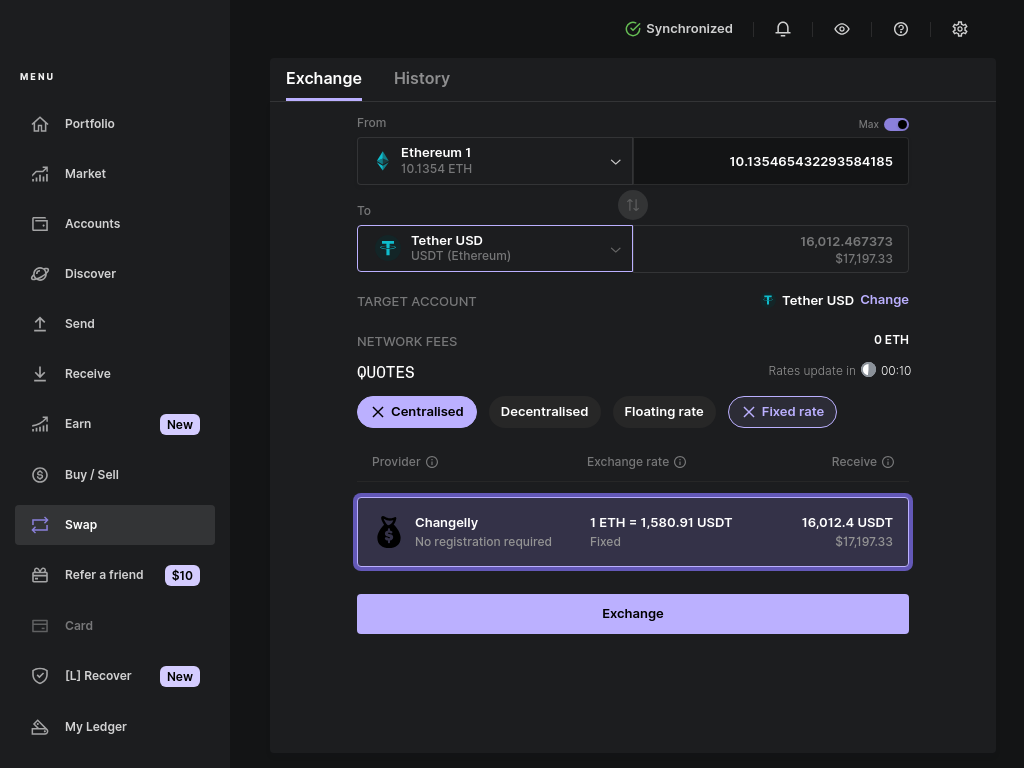 Synchronized
MENU
Portfolio
Market
Accounts
Discover
Send
Receive
Earn New
Buy / Sell
Swap
Refer a friend $10
Card
[L] Recover New
My Ledger
Exchange History
From Max
Ethereum 1
10.1354 ETH
10.135465432293584185
To
Tether USD
USDT (Ethereum)
16,012.467373
$17,197.33
TARGET ACCOUNT Tether USD Change
NETWORK FEES 0 ETH
QUOTES Rates update in 00:10
Centralised Decentralised Floating rate Fixed rate
Provider Exchange rate Receive
Changelly 1 ETH = 1,580.91 USDT 16,012.4 USDT
No registration required Fixed $17,197.33
Exchange